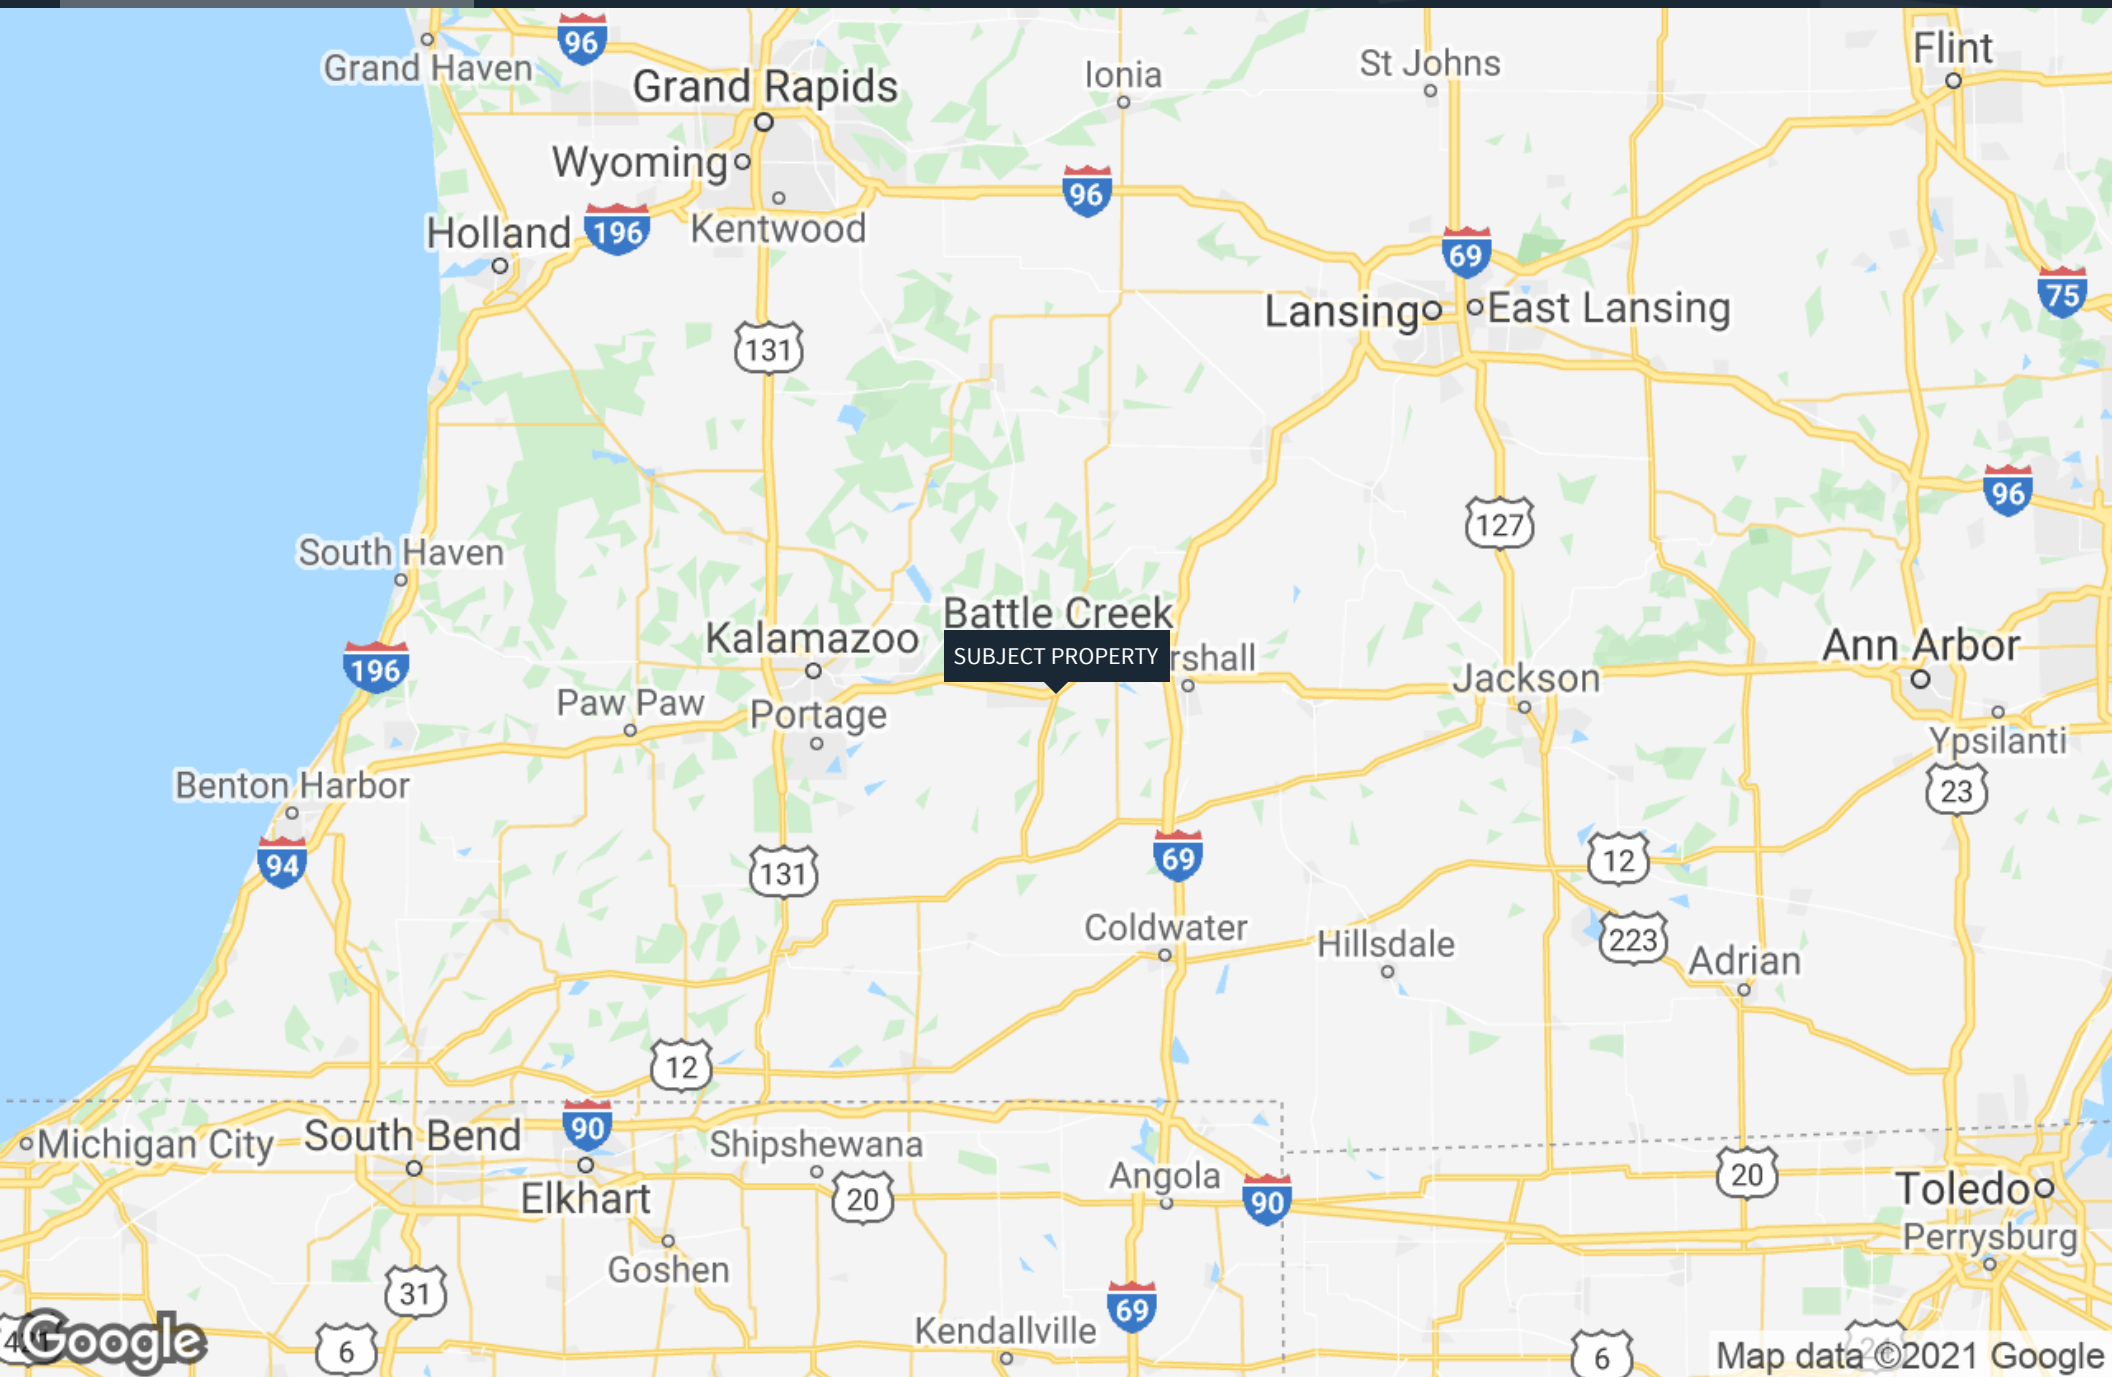 96
Grand Haven
Grand Rapids
Ionia
St Johns
Flint
Wyoming
96
Holland
196
Kentwood
69
75
131
Lansing
East Lansing
96
127
South Haven
Battle Creek
Kalamazoo
SUBJECT PROPERTY
rshall
Ann Arbor
196
Jackson
Paw Paw
Portage
Ypsilanti
Benton Harbor
23
94
131
69
12
Coldwater
Hillsdale
223
Adrian
12
90
South Bend
Michigan City
Shipshewana
Angola
20
90
20
Elkhart
Toledo
Perrysburg
Goshen
31
69
Kendallville
Google
6
6
24
Map data ©2021 Google